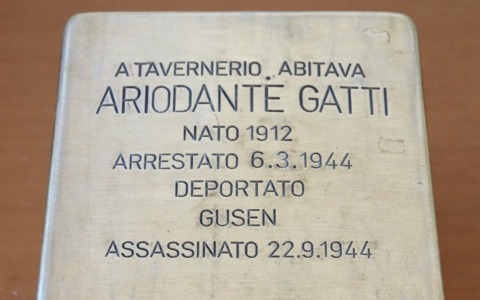 A TAVERNERIO ABITAVA
ARIODANTE GATTI
NATO 1912
ARRESTATO 6.3.1944
DEPORTATO
GUSEN
ASSASSINATO 22.9.1944